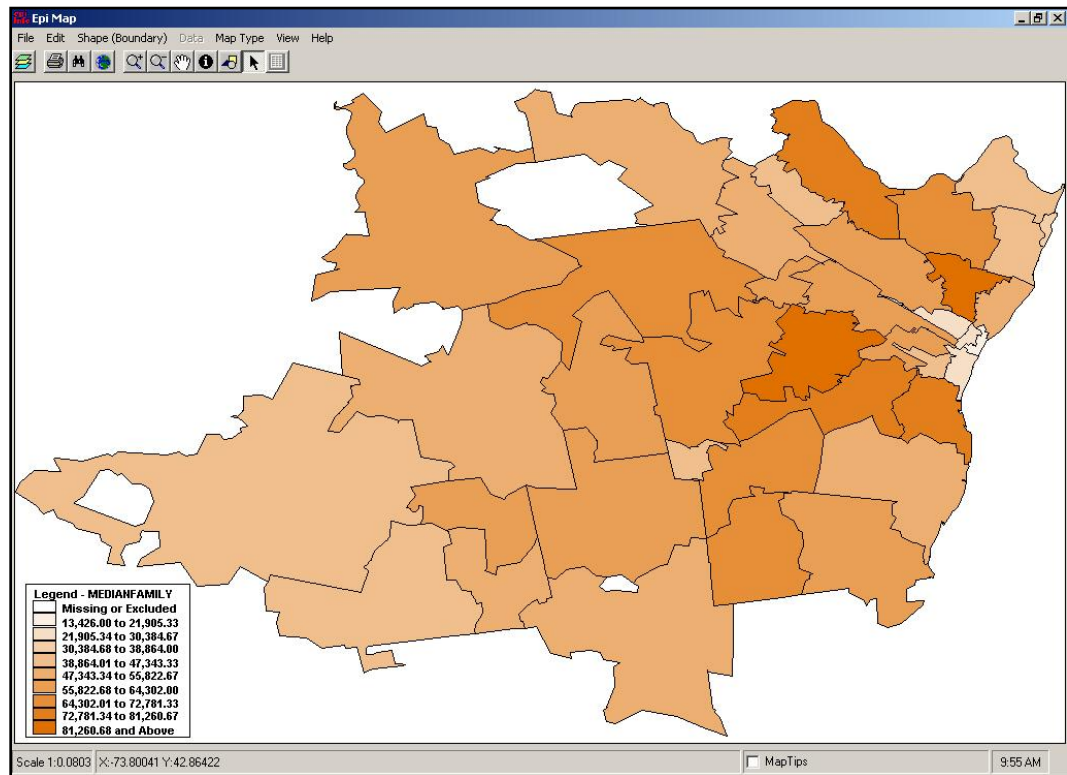 Epi Info Epi Map
File Edit Shape (Boundary) Data Map Type View Help
Legend - MEDIANFAMILY
Missing or Excluded
13,426.00 to 21,905.33
21,905.34 to 30,384.67
30,384.68 to 38,864.00
38,864.01 to 47,343.33
47,343.34 to 55,822.67
55,822.68 to 64,302.00
64,302.01 to 72,781.33
72,781.34 to 81,260.67
81,260.68 and Above
Scale 1:0.0803 X:-73.80041 Y:42.86422 MapTips 9:55 AM